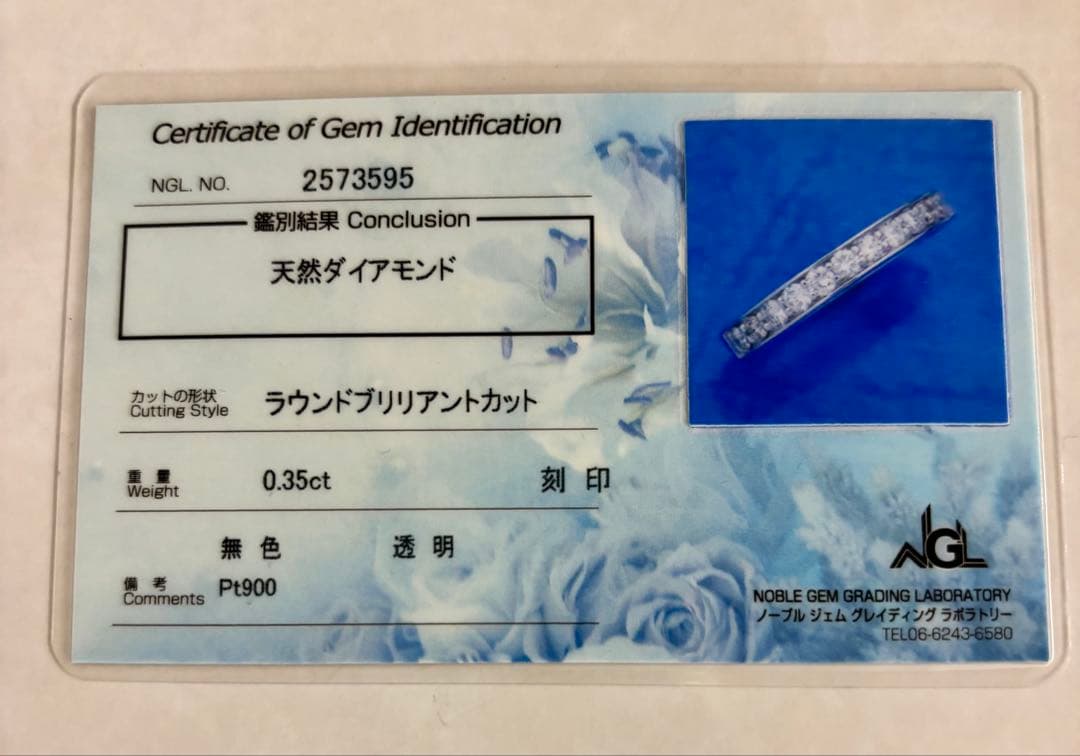 Certificate of Gem Identification
NGL. NO. 2573595
鑑別結果 Conclusion
天然ダイアモンド
カットの形状
Cutting Style ラウンドブリリアントカット
重量
Weight 0.35ct 刻印
無色 透明
備考
Comments Pt900
NGL
NOBLE GEM GRADING LABORATORY
ノーブル ジェム グレイディング ラボラトリー
TEL06-6243-6580